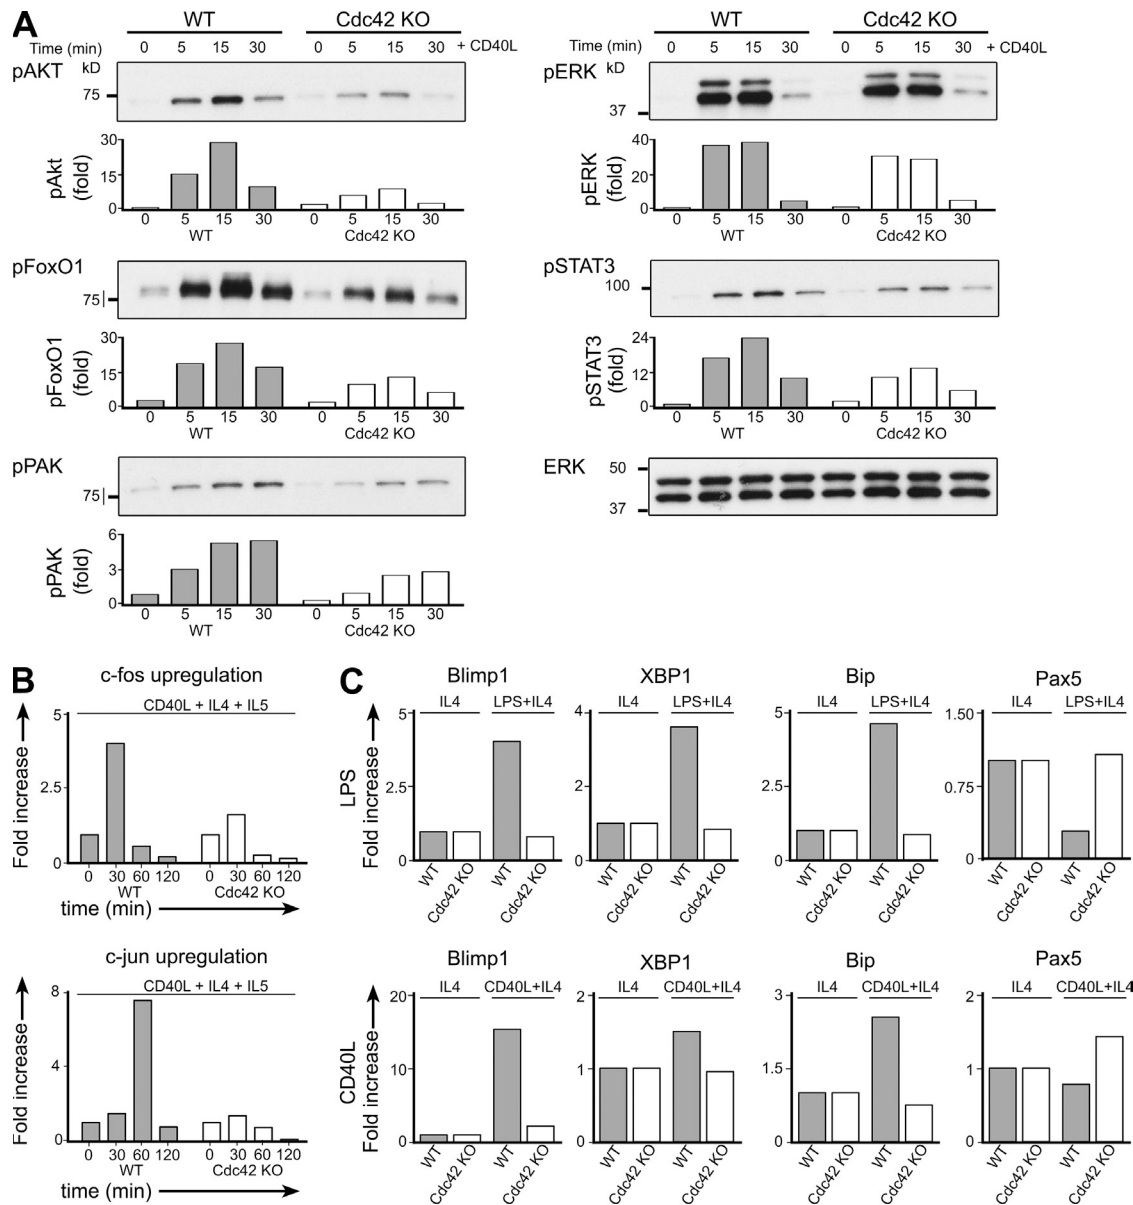 A
WT Cdc42 KO
Time (min) 0 5 15 30 0 5 15 30 + CD40L
pAKT kD
75
30
15
0
pAkt (fold)
0 5 15 30 0 5 15 30
WT Cdc42 KO
pFoxO1
75
30
15
0
pFoxO1 (fold)
0 5 15 30 0 5 15 30
WT Cdc42 KO
pPAK
75
6
3
0
pPAK (fold)
0 5 15 30 0 5 15 30
WT Cdc42 KO
WT Cdc42 KO
Time (min) 0 5 15 30 0 5 15 30 + CD40L
pERK kD
37
40
20
0
pERK (fold)
0 5 15 30 0 5 15 30
WT Cdc42 KO
pSTAT3
100
24
12
0
pSTAT3 (fold)
0 5 15 30 0 5 15 30
WT Cdc42 KO
ERK
50
37
B
c-fos upregulation
CD40L + IL4 + IL5
Fold increase
5
2.5
0
0 30 60 120 0 30 60 120
WT Cdc42 KO
time (min)
c-jun upregulation
CD40L + IL4 + IL5
Fold increase
8
4
0
0 30 60 120 0 30 60 120
WT Cdc42 KO
time (min)
C
LPS
Fold increase
Blimp1
IL4 LPS+IL4
5
2.5
0
WT Cdc42 KO WT Cdc42 KO
XBP1
IL4 LPS+IL4
4
2
0
WT Cdc42 KO WT Cdc42 KO
Bip
IL4 LPS+IL4
5
2.5
0
WT Cdc42 KO WT Cdc42 KO
Pax5
IL4 LPS+IL4
1.50
0.75
0
WT Cdc42 KO WT Cdc42 KO
CD40L
Fold increase
Blimp1
IL4 CD40L+IL4
20
10
0
WT Cdc42 KO WT Cdc42 KO
XBP1
IL4 CD40L+IL4
2
1
0
WT Cdc42 KO WT Cdc42 KO
Bip
IL4 CD40L+IL4
3
1.5
0
WT Cdc42 KO WT Cdc42 KO
Pax5
IL4 CD40L+IL4
2
1
0
WT Cdc42 KO WT Cdc42 KO